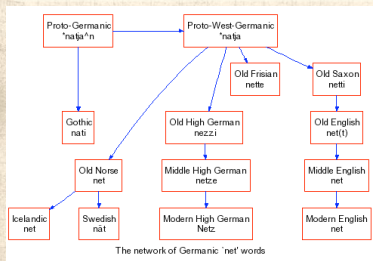 Proto-Germanic
*natja^n
Proto-West-Germanic
*natja
Old Frisian
nette
Old Saxon
netti
Gothic
nati
Old High German
nezzi
Old English
net(t)
Old Norse
net
Middle High German
netze
Middle English
net
Icelandic
net
Swedish
nät
Modern High German
Netz
Modern English
net
The network of Germanic `net' words